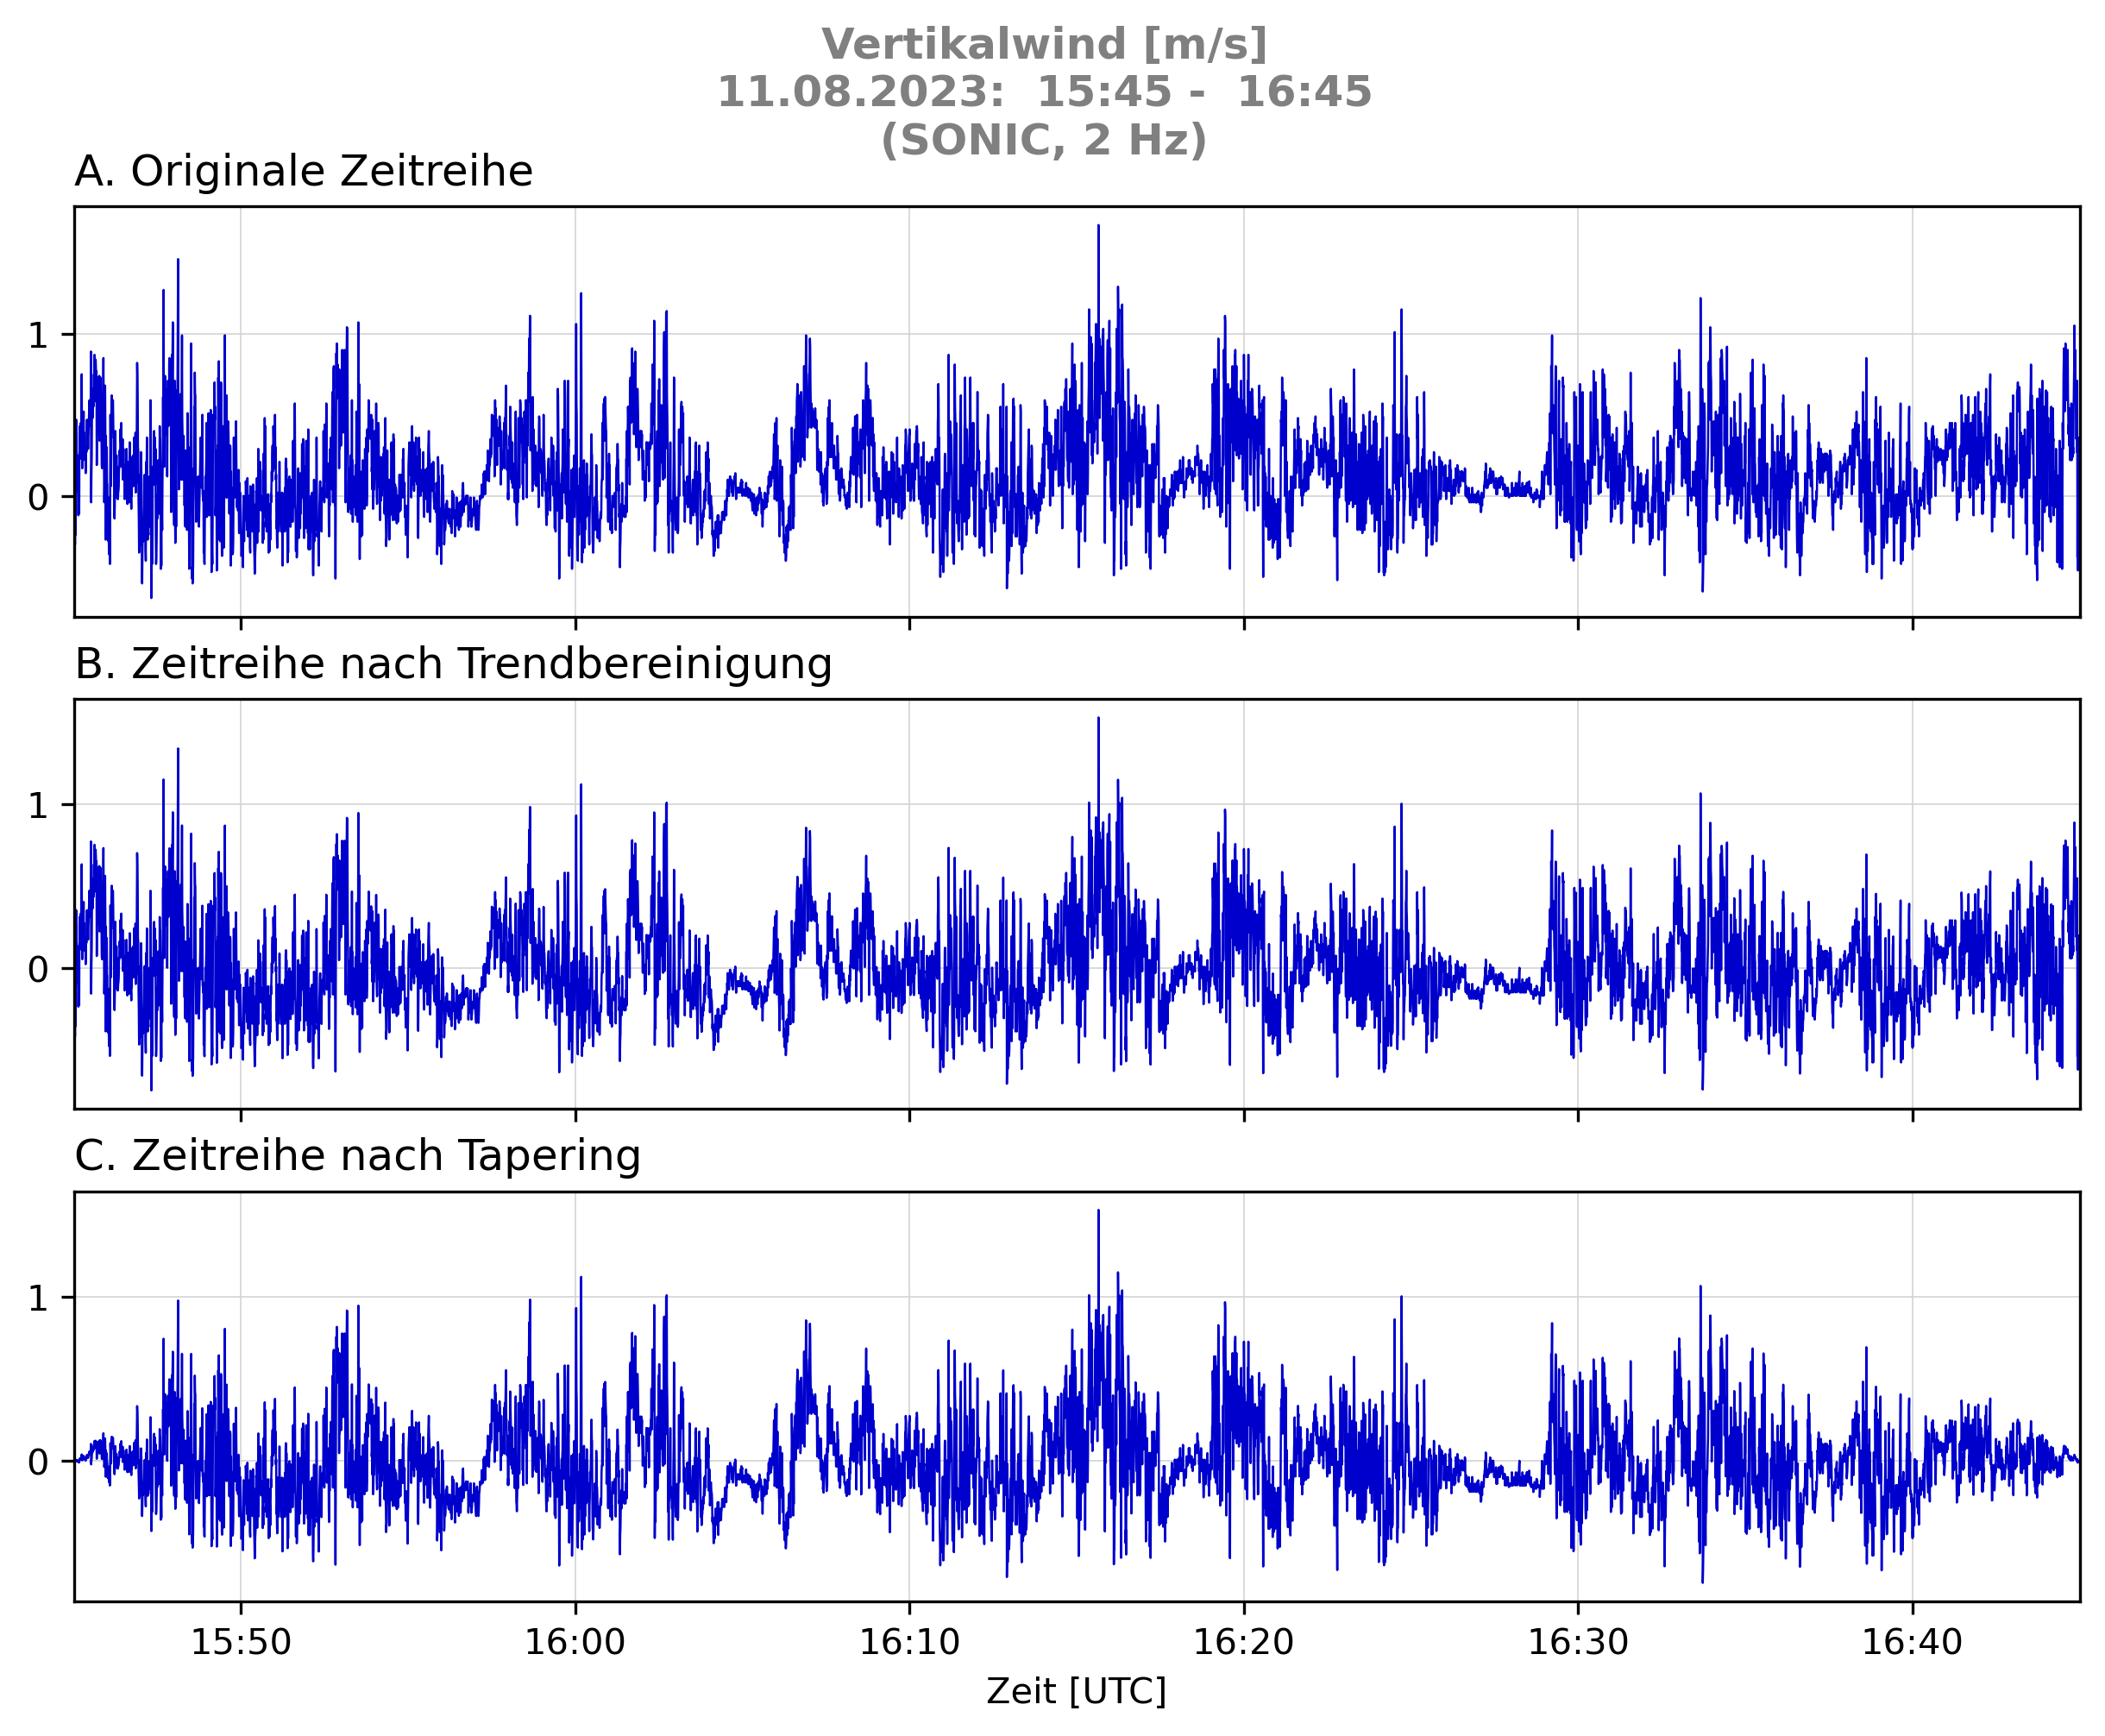 Vertikalwind [m/s]
11.08.2023:  15:45 -  16:45
(SONIC, 2 Hz)
A. Originale Zeitreihe
1
0
B. Zeitreihe nach Trendbereinigung
1
0
C. Zeitreihe nach Tapering
1
0
15:50 16:00 16:10 16:20 16:30 16:40
Zeit [UTC]